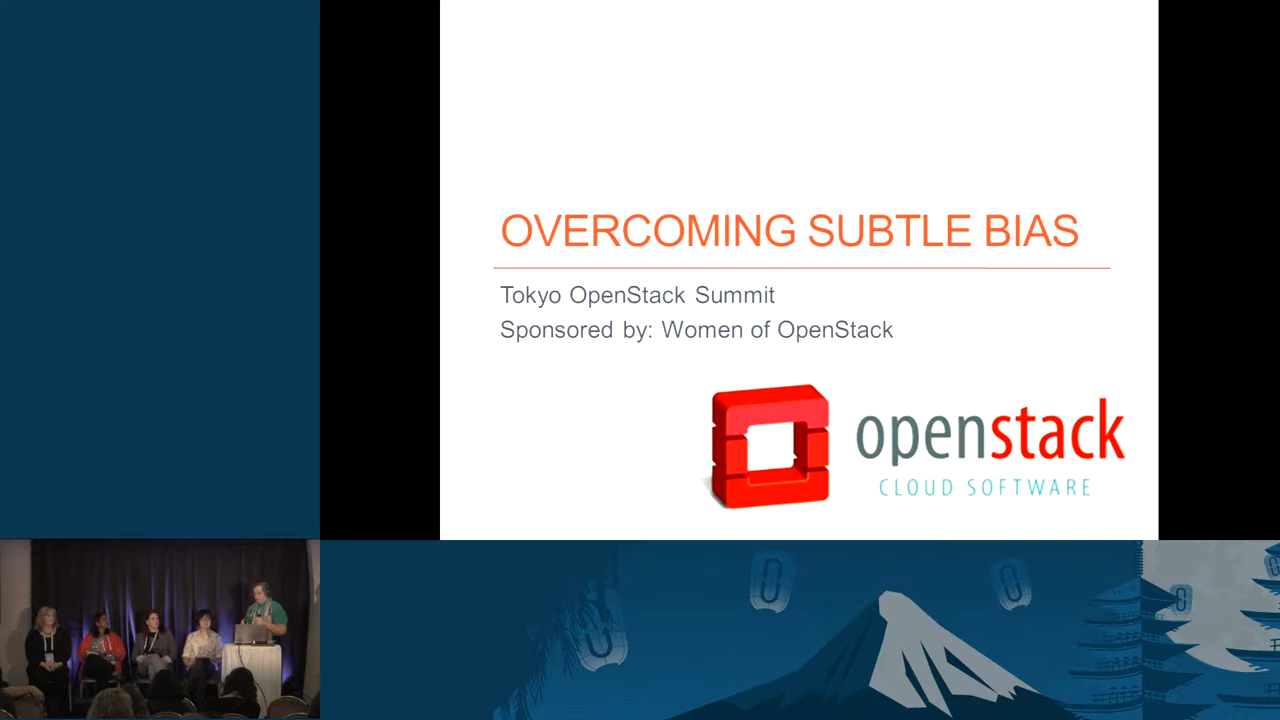 OVERCOMING SUBTLE BIAS
Tokyo OpenStack Summit
Sponsored by: Women of OpenStack
openstack
CLOUD SOFTWARE